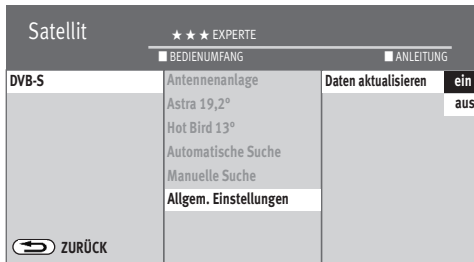 Satellit
★ ★ ★ EXPERTE
BEDIENUMFANG
ANLEITUNG
DVB-S
Antennenanlage
Astra 19,2°
Hot Bird 13°
Automatische Suche
Manuelle Suche
Allgem. Einstellungen
Daten aktualisieren
ein
aus
ZURÜCK